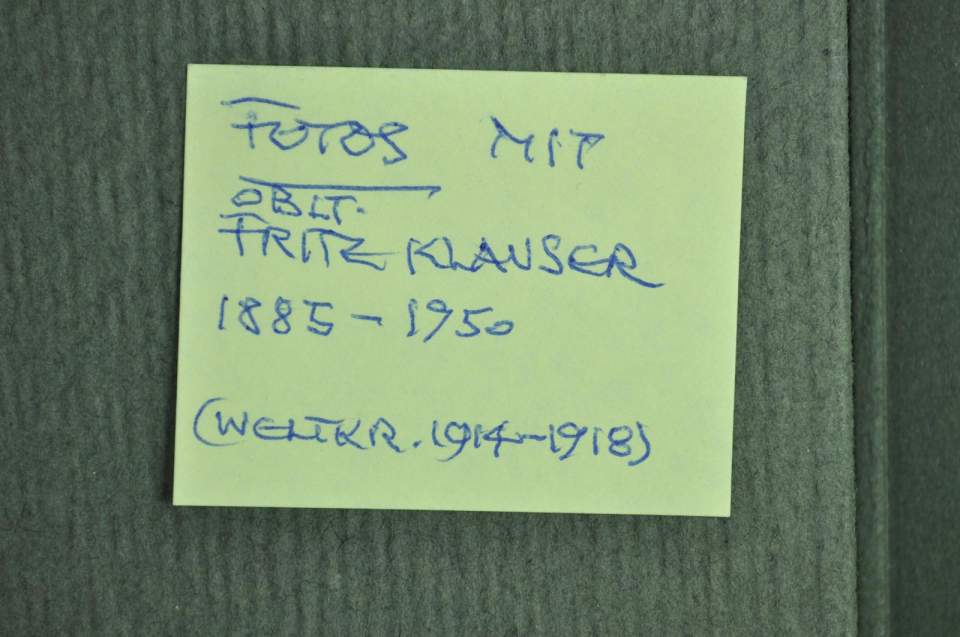 FOTOS MIT
OBLT.
FRITZ KLAUSER
1885 - 1950
(WELTKR. 1914-1918)